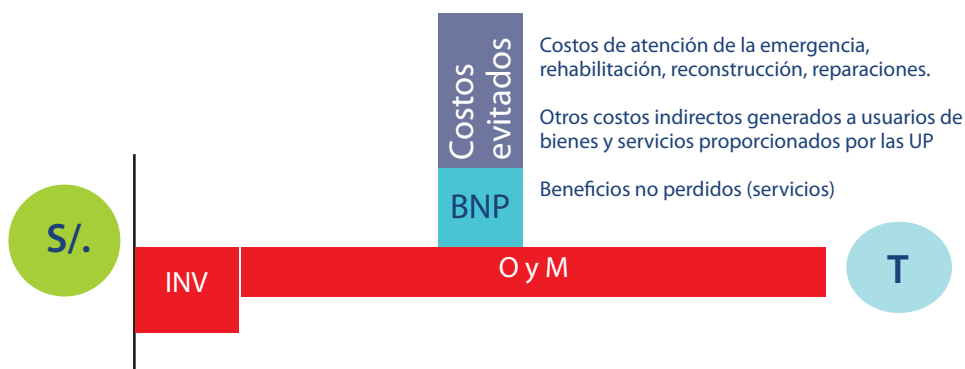 Costos
evitados
Costos de atención de la emergencia,
rehabilitación, reconstrucción, reparaciones.
Otros costos indirectos generados a usuarios de
bienes y servicios proporcionados por las UP
BNP
Beneficios no perdidos (servicios)
S/.
INV
O y M
T